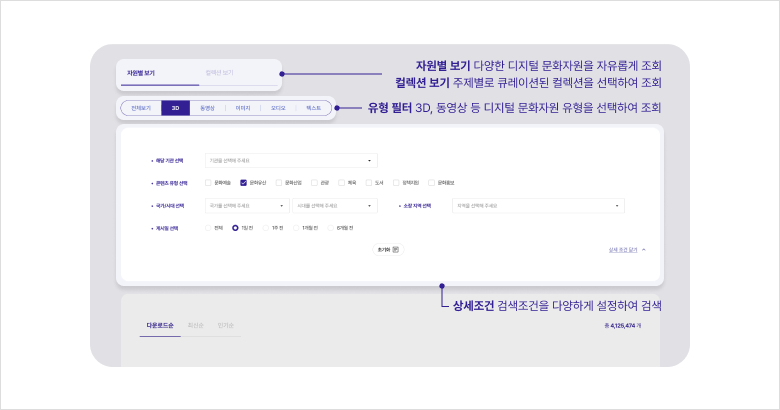 자원별 보기 컬렉션 보기
자원별 보기 다양한 디지털 문화자원을 자유롭게 조회
컬렉션 보기 주제별로 큐레이션된 컬렉션을 선택하여 조회
전체보기 3D 동영상 이미지 오디오 텍스트
유형 필터 3D, 동영상 등 디지털 문화자원 유형을 선택하여 조회
• 해당 기관 선택 기관을 선택해 주세요
• 콘텐츠 유형 선택 문화예술 문화유산 문화산업 관광 체육 도서 정책지원 문화홍보
• 국가/시대 선택 국가를 선택해 주세요 시대를 선택해 주세요 • 소장 지역 선택 지역을 선택해 주세요
• 게시일 선택 전체 1일 전 1주 전 1개월 전 6개월 전
초기화 상세 조건 닫기
상세조건 검색조건을 다양하게 설정하여 검색
다운로드순 최신순 인기순 총 4,125,474 개